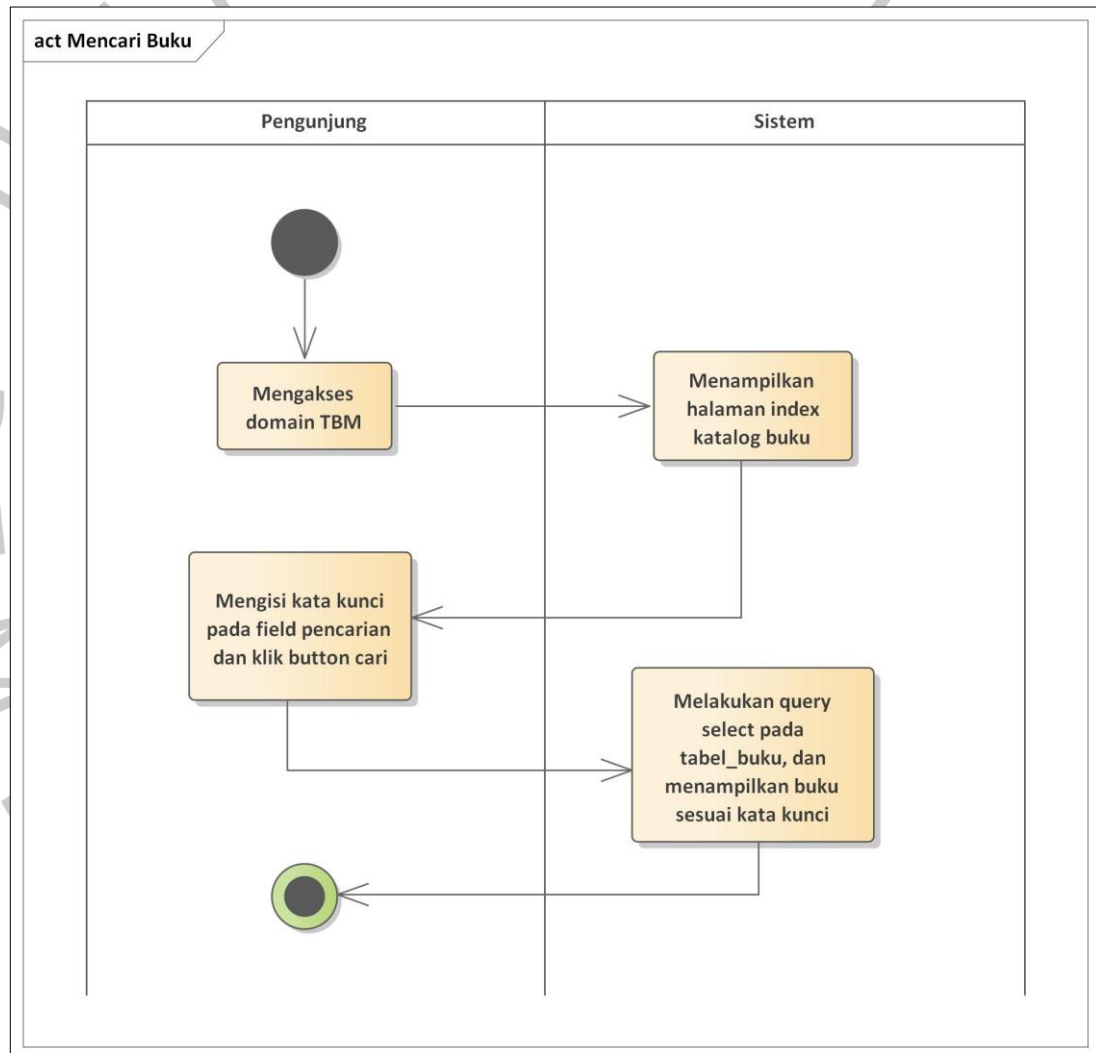 act Mencari Buku
Pengunjung
Sistem
Mengakses
domain TBM
Menampilkan
halaman index
katalog buku
Mengisi kata kunci
pada field pencarian
dan klik button cari
Melakukan query
select pada
tabel_buku, dan
menampilkan buku
sesuai kata kunci